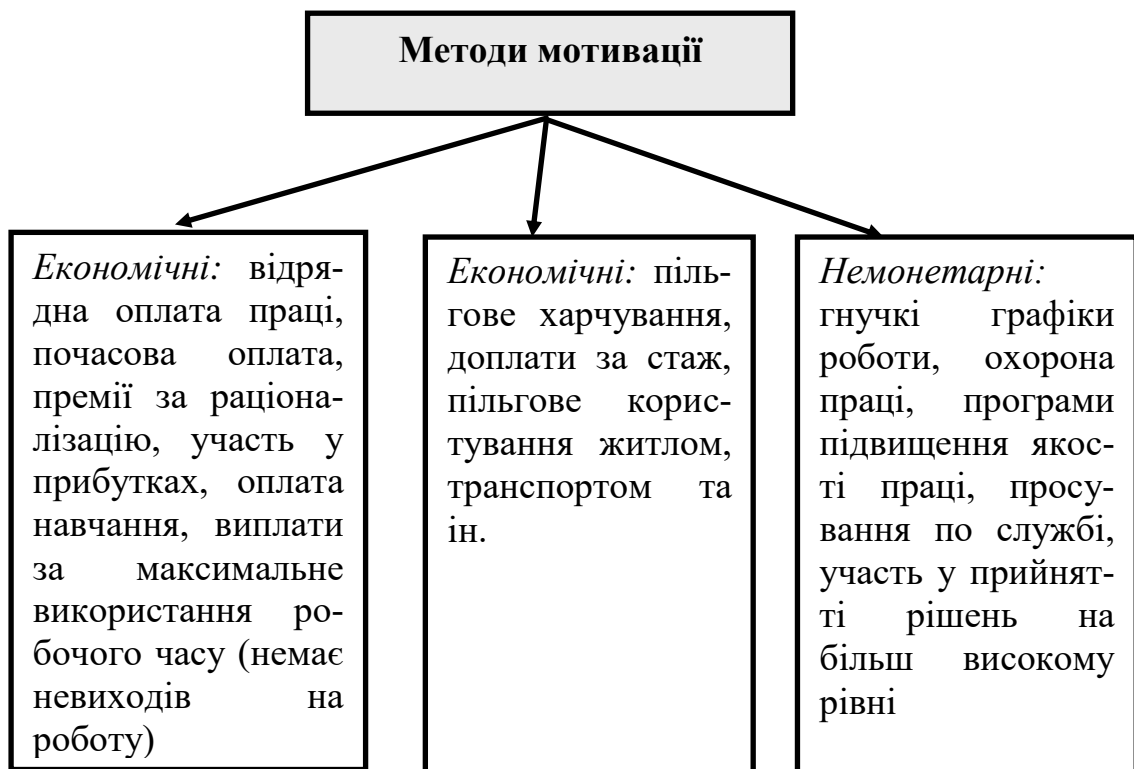 Методи мотивації
Економічні: відря-
дна оплата праці,
почасова оплата,
премії за раціона-
лізацію, участь у
прибутках, оплата
навчання, виплати
за максимальне
використання ро-
бочого часу (немає
невиходів на
роботу)
Економічні: піль-
гове харчування,
доплати за стаж,
пільгове корис-
тування житлом,
транспортом та
ін.
Немонетарні:
гнучкі графіки
роботи, охорона
праці, програми
підвищення якос-
ті праці, просу-
вання по службі,
участь у прийнят-
ті рішень на
більш високому
рівні